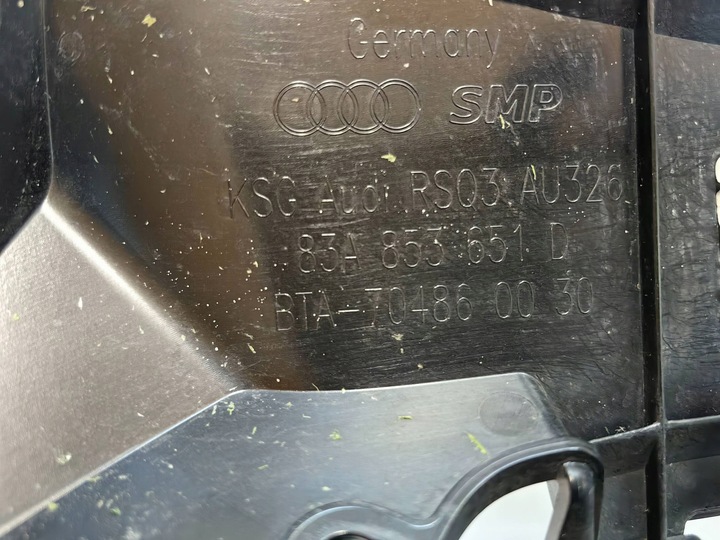 Germany
SMP
KSG Audi RSQ3 AU326
83A 853 651 D
BTA-70486 00 30